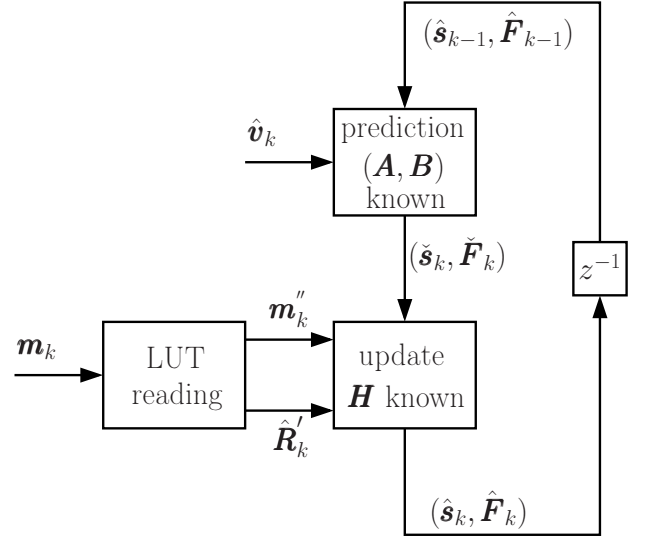 (ŝ_{k−1}, F̂_{k−1})
v̂_k
prediction
(A, B)
known
(š_k, F̌_k)
z^{−1}
m''_k
m_k
LUT
reading
update
H known
R̂'_k
(ŝ_k, F̂_k)